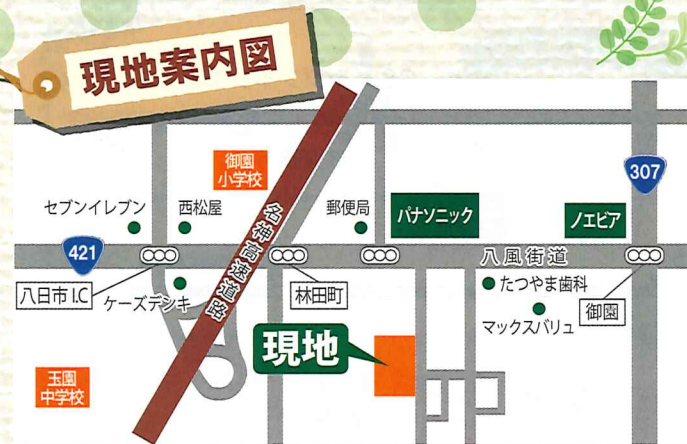 現地案内図
御園
小学校
307
セブンイレブン
西松屋
郵便局
パナソニック
ノエビア
名神高速道路
421
八風街道
八日市 I.C
ケーズデンキ
林田町
たつやま歯科
御園
マックスバリュ
現地
玉園
中学校